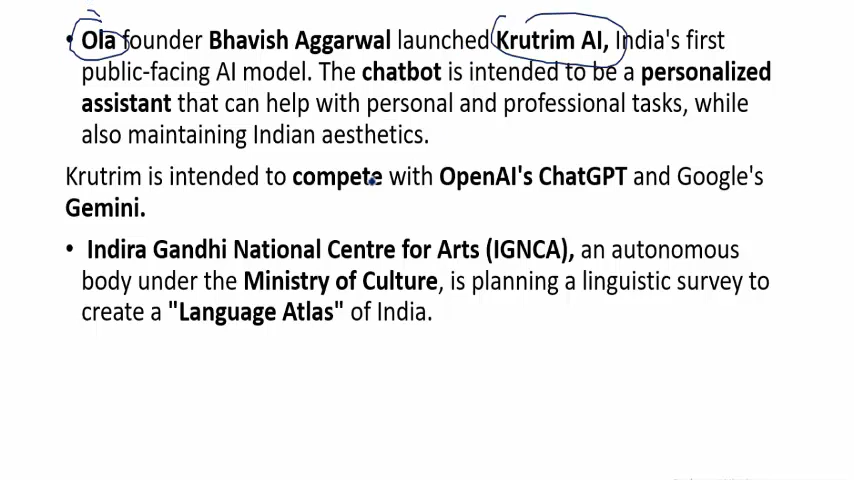 • Ola founder Bhavish Aggarwal launched Krutrim AI, India's first
public-facing AI model. The chatbot is intended to be a personalized
assistant that can help with personal and professional tasks, while
also maintaining Indian aesthetics.
Krutrim is intended to compete with OpenAI's ChatGPT and Google's
Gemini.
• Indira Gandhi National Centre for Arts (IGNCA), an autonomous
body under the Ministry of Culture, is planning a linguistic survey to
create a "Language Atlas" of India.